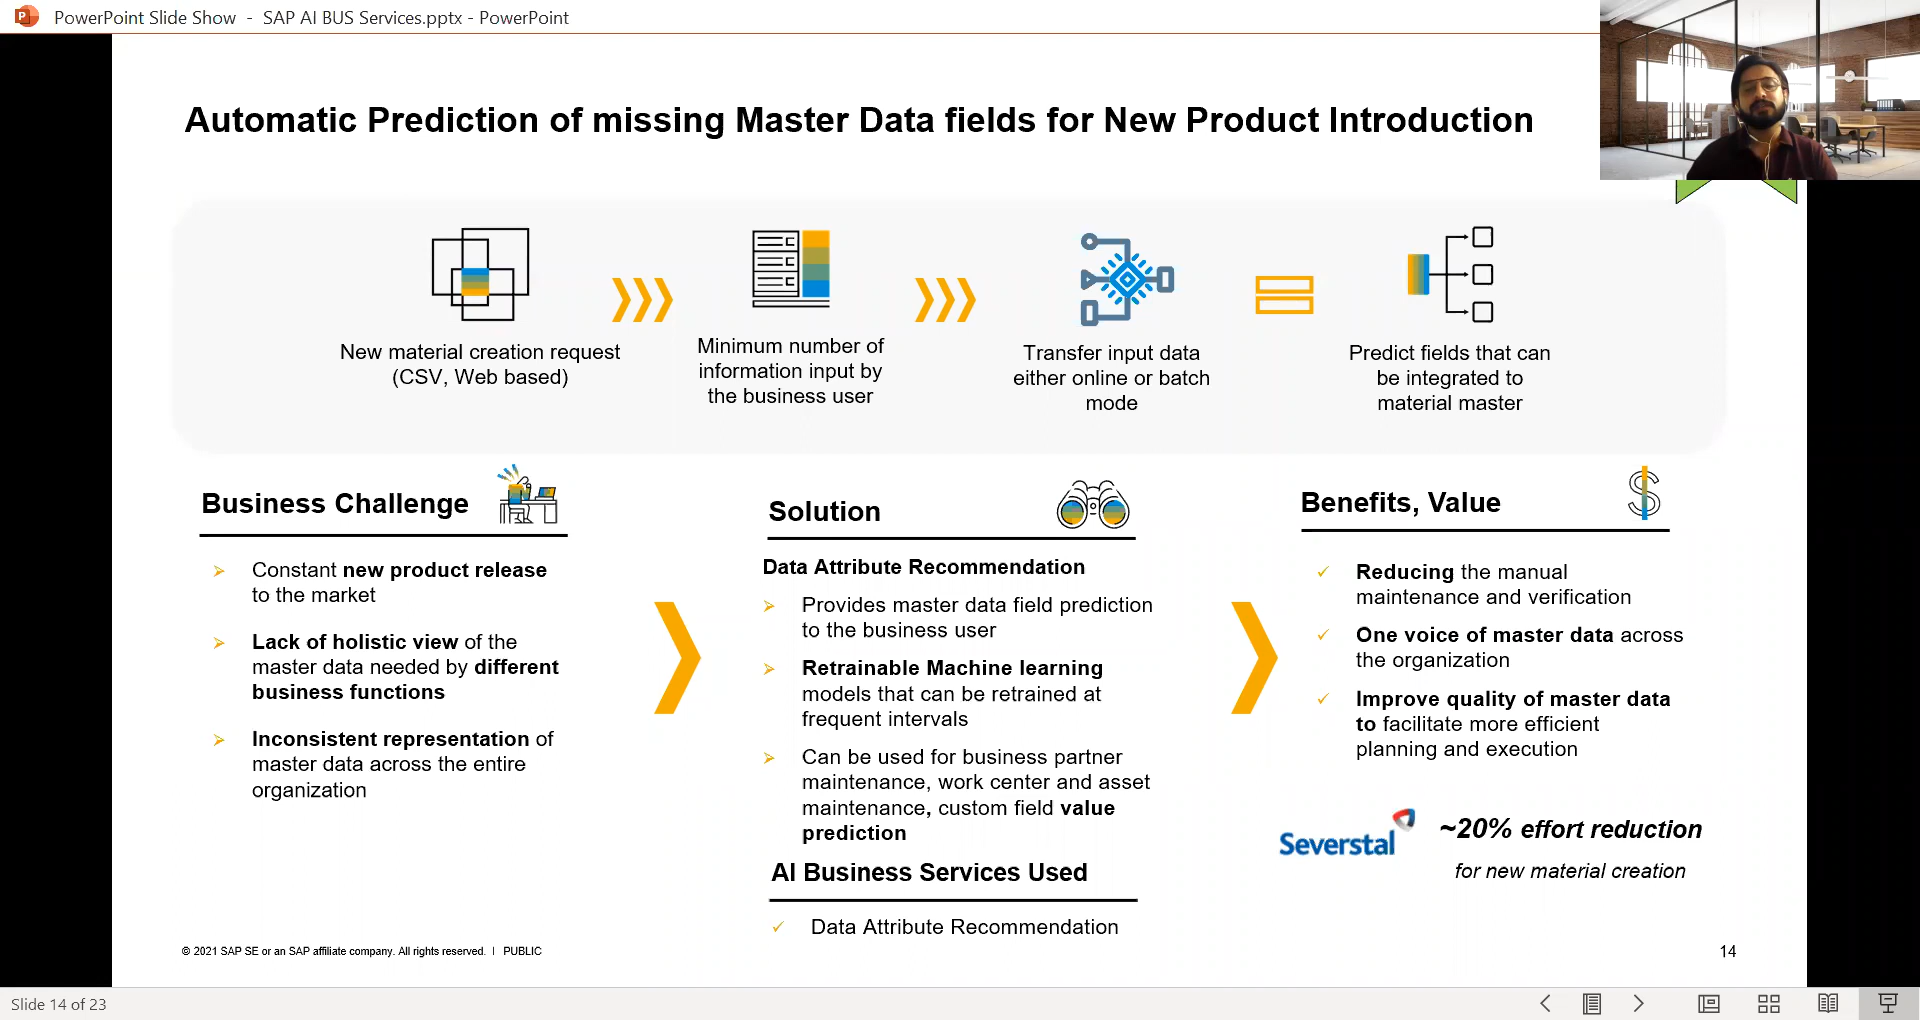 PowerPoint Slide Show - SAP AI BUS Services.pptx - PowerPoint
Automatic Prediction of missing Master Data fields for New Product Introduction
New material creation request
(CSV, Web based)
Minimum number of
information input by
the business user
Transfer input data
either online or batch
mode
Predict fields that can
be integrated to
material master
Business Challenge
Constant new product release
to the market
Lack of holistic view of the
master data needed by different
business functions
Inconsistent representation of
master data across the entire
organization
Solution
Data Attribute Recommendation
Provides master data field prediction
to the business user
Retrainable Machine learning
models that can be retrained at
frequent intervals
Can be used for business partner
maintenance, work center and asset
maintenance, custom field value
prediction
AI Business Services Used
Data Attribute Recommendation
Benefits, Value
Reducing the manual
maintenance and verification
One voice of master data across
the organization
Improve quality of master data
to facilitate more efficient
planning and execution
Severstal
~20% effort reduction
for new material creation
© 2021 SAP SE or an SAP affiliate company. All rights reserved. I PUBLIC
14
Slide 14 of 23